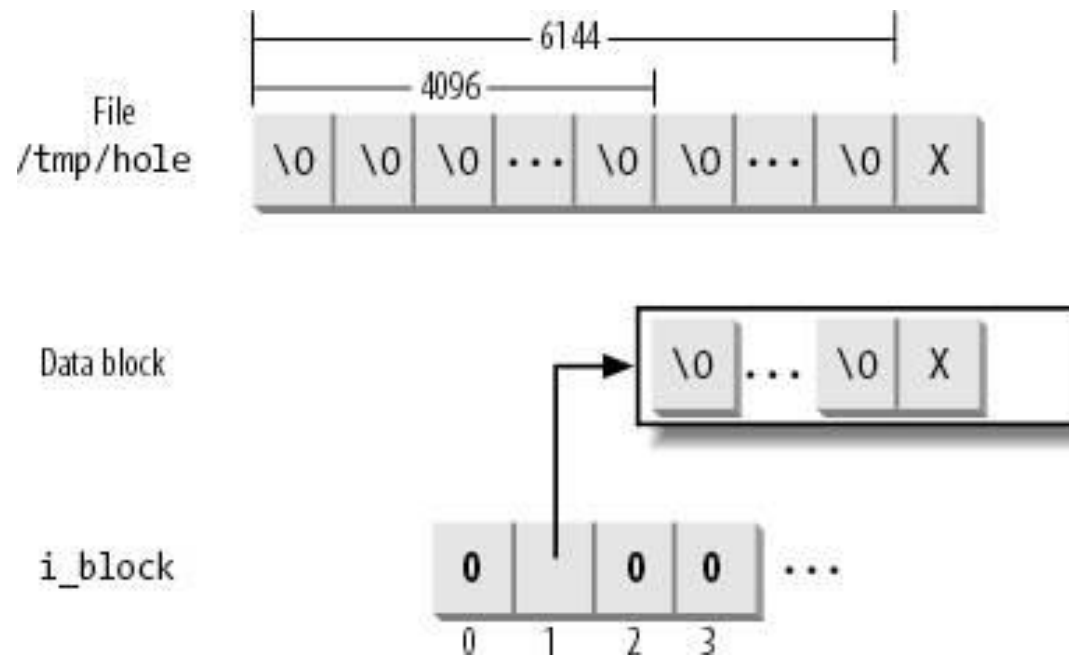 6144
4096
File
/tmp/hole
\0 \0 \0 ... \0 \0 ... \0 X
Data block
\0 ... \0 X
i_block
0 0 0 ...
0 1 2 3